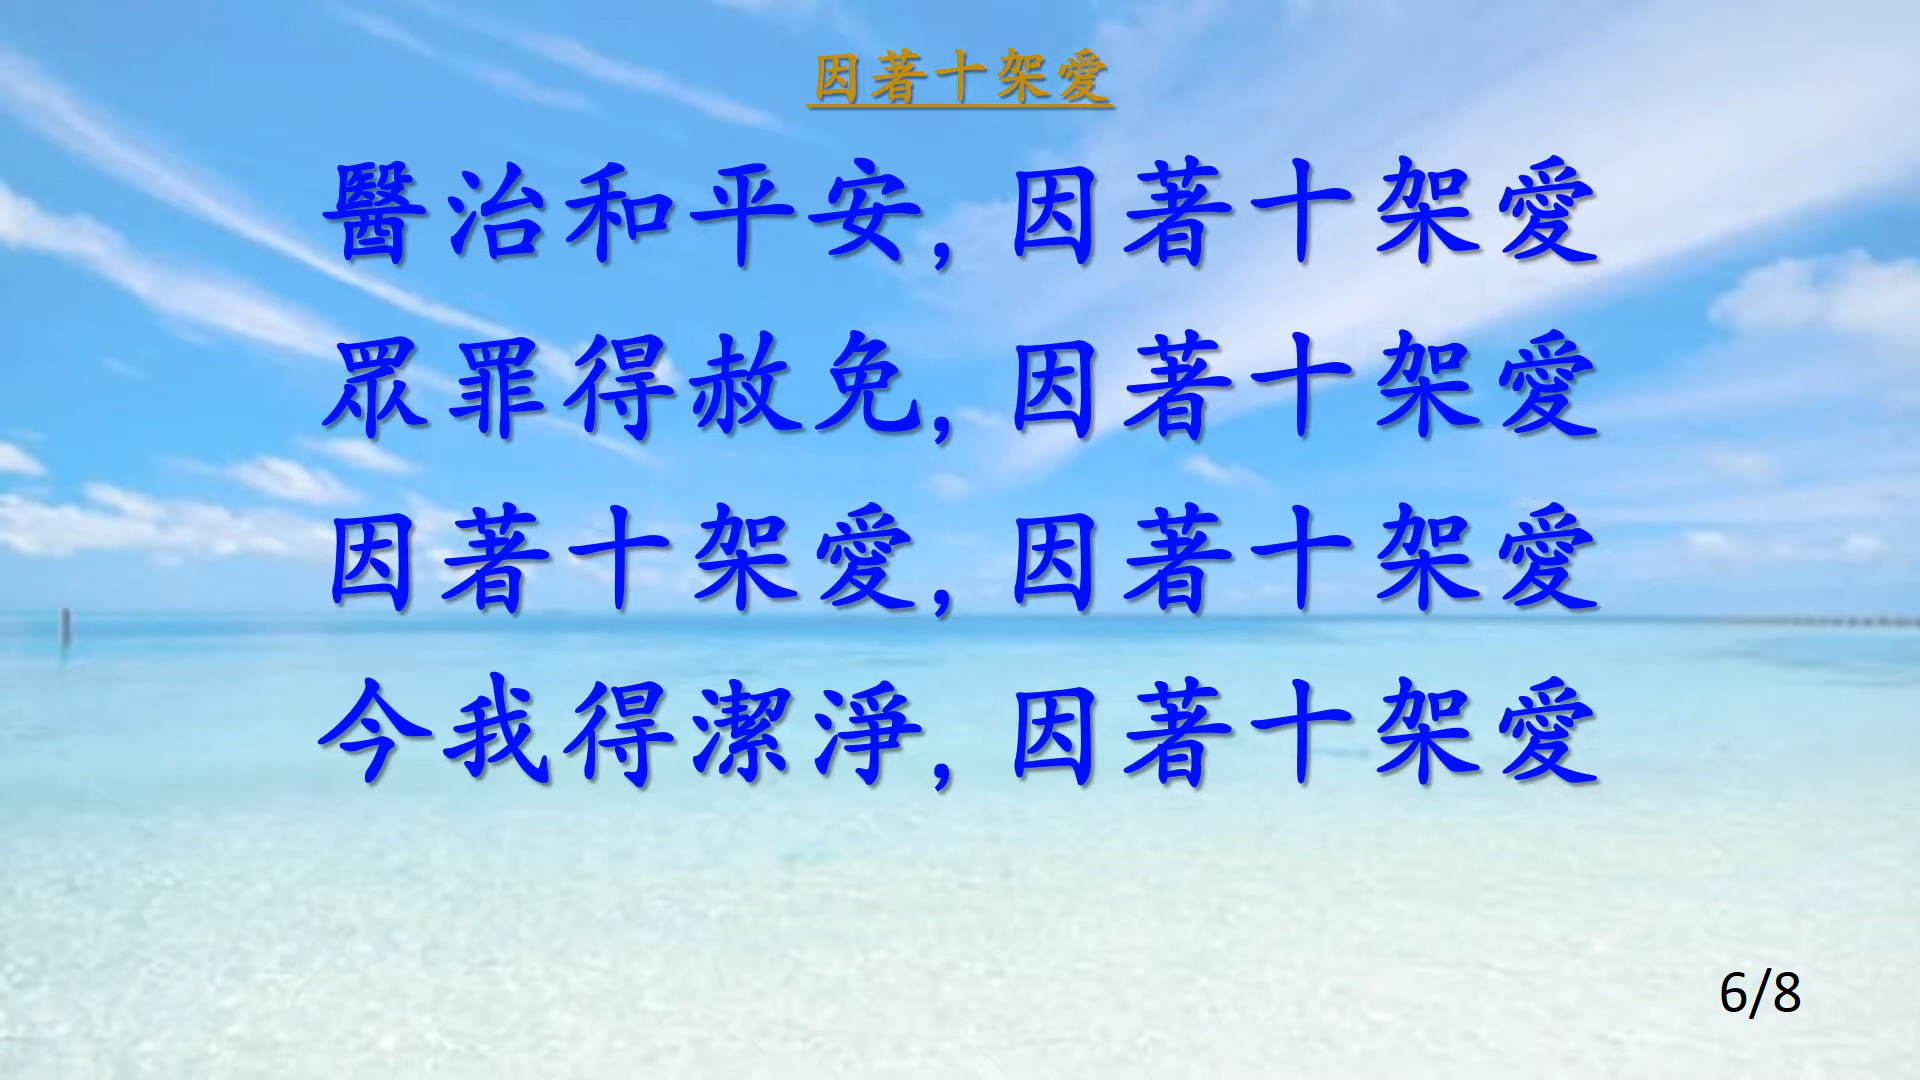 因著十架愛
醫治和平安, 因著十架愛
眾罪得赦免, 因著十架愛
因著十架愛, 因著十架愛
今我得潔淨, 因著十架愛
6/8